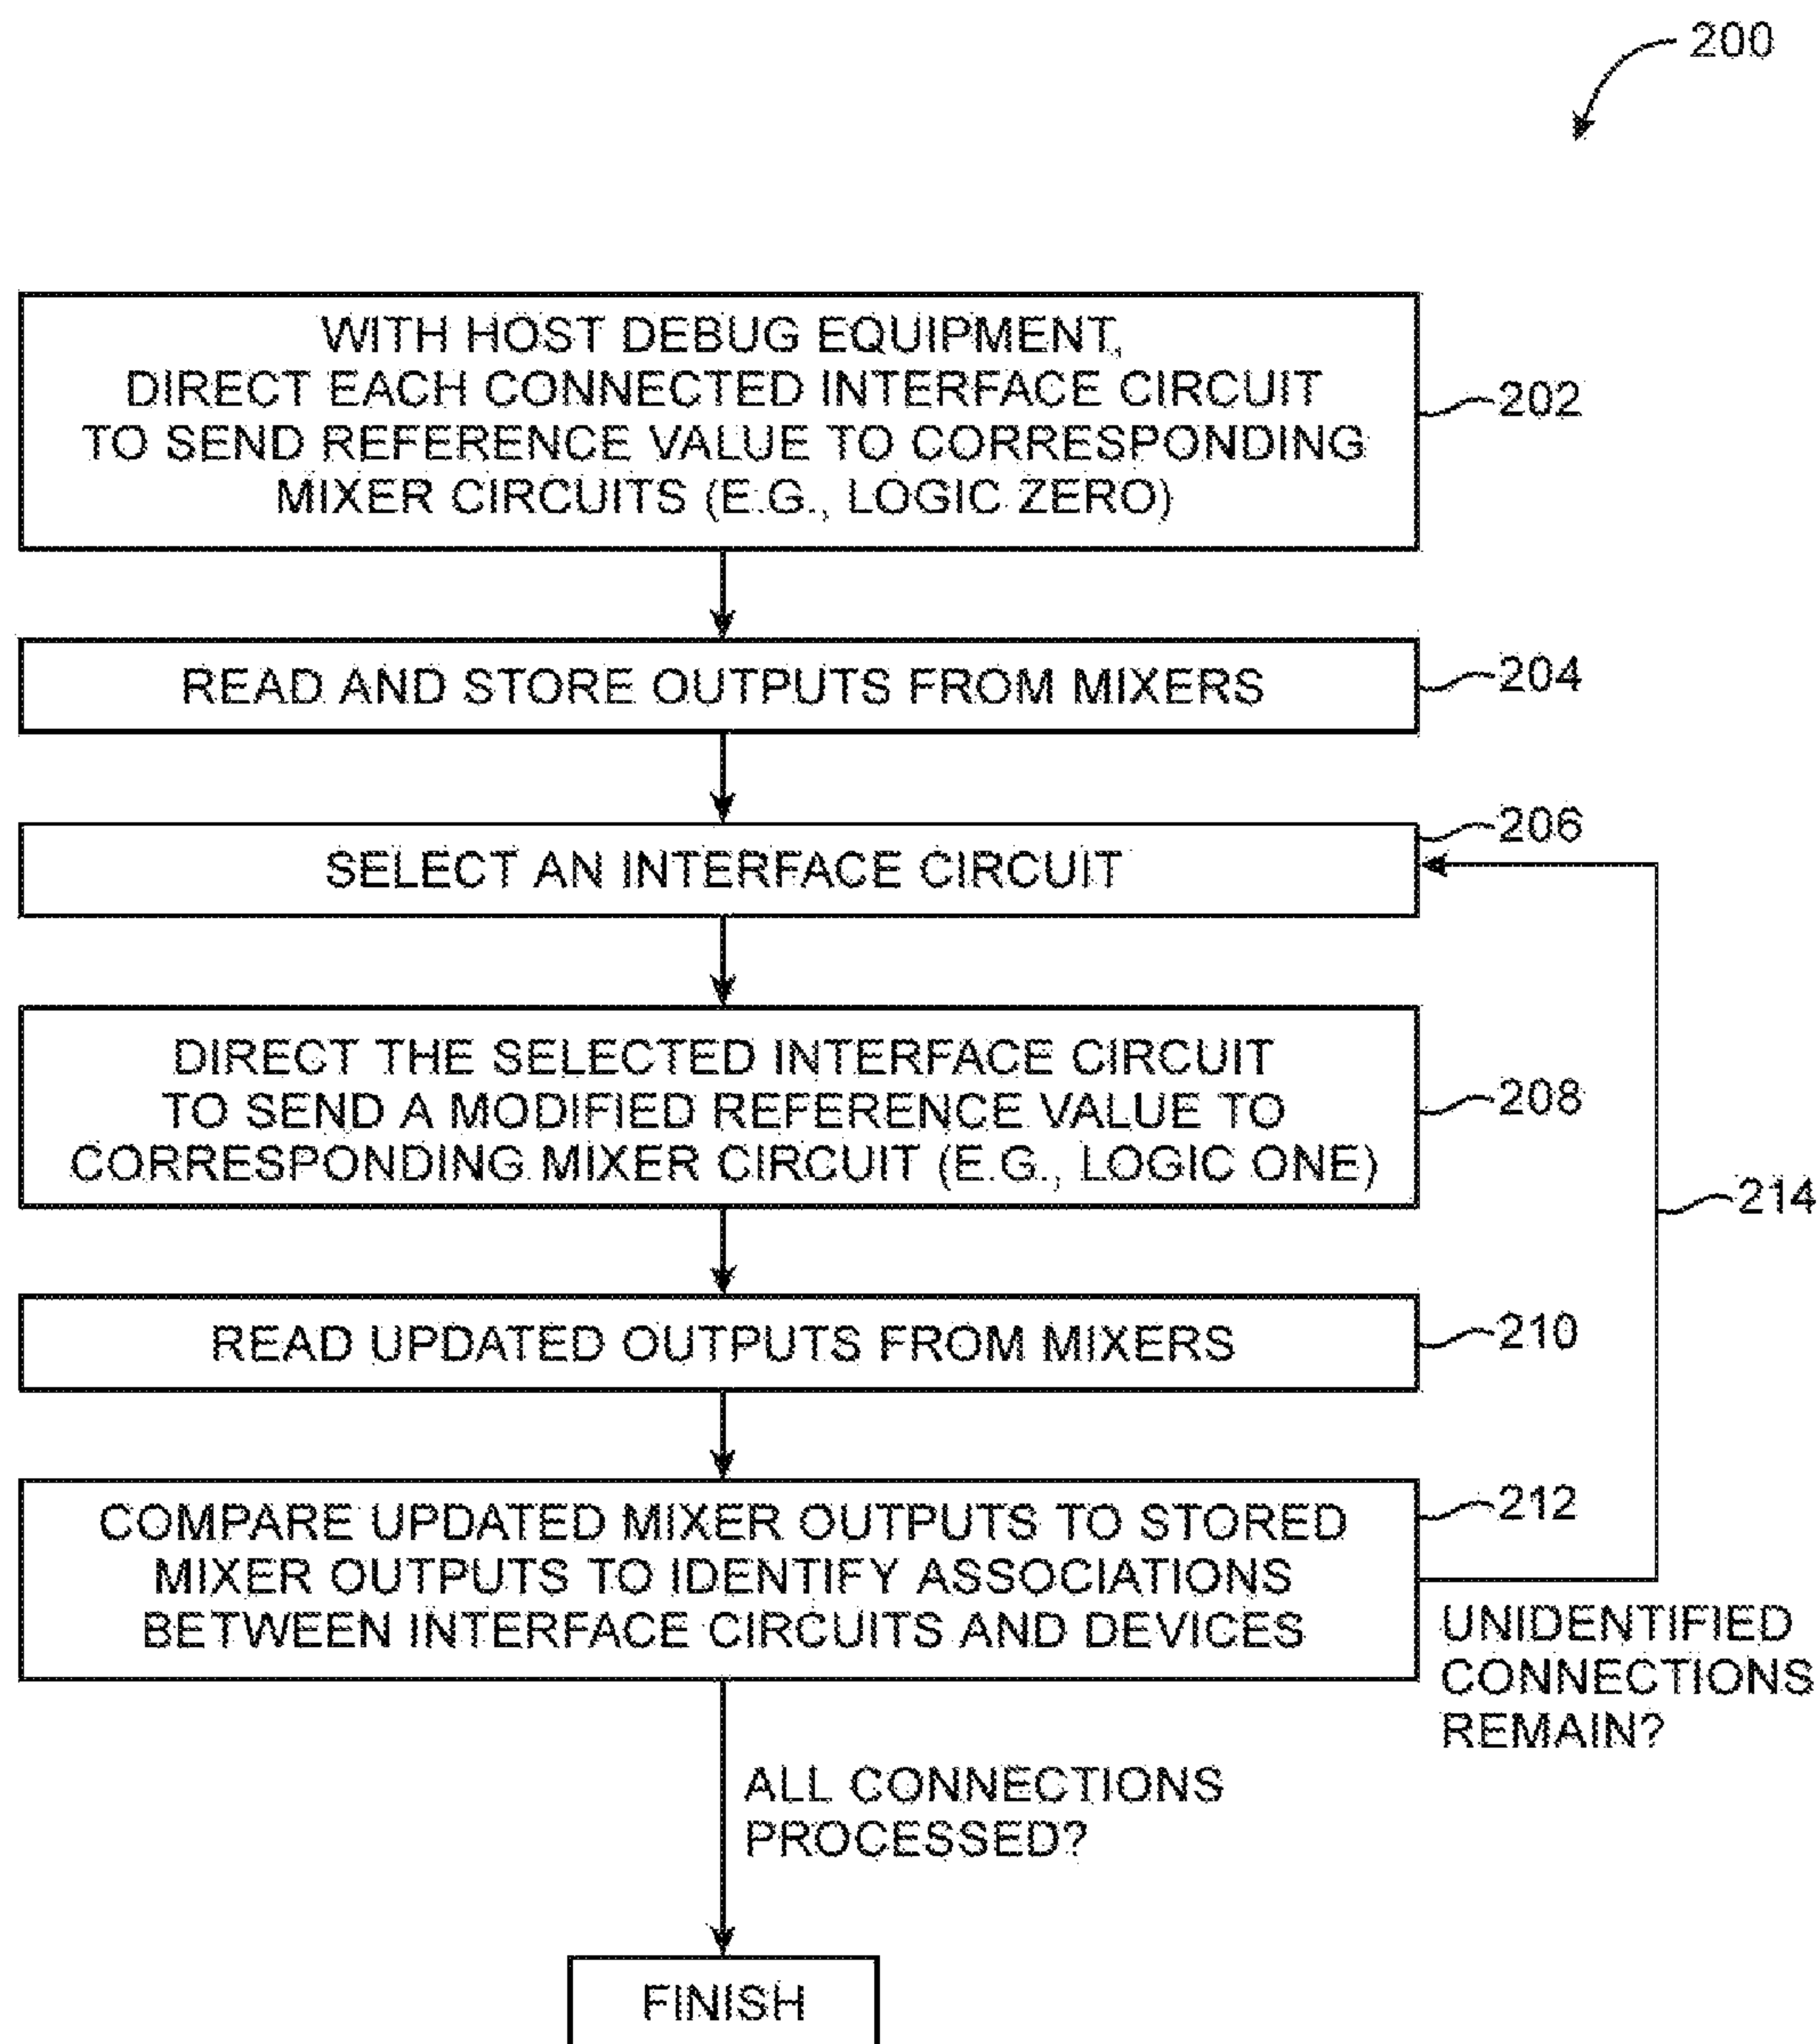 200
WITH HOST DEBUG EQUIPMENT,
DIRECT EACH CONNECTED INTERFACE CIRCUIT
TO SEND REFERENCE VALUE TO CORRESPONDING
MIXER CIRCUITS (E.G., LOGIC ZERO)
202
READ AND STORE OUTPUTS FROM MIXERS
204
SELECT AN INTERFACE CIRCUIT
206
DIRECT THE SELECTED INTERFACE CIRCUIT
TO SEND A MODIFIED REFERENCE VALUE TO
CORRESPONDING MIXER CIRCUIT (E.G., LOGIC ONE)
208
214
READ UPDATED OUTPUTS FROM MIXERS
210
COMPARE UPDATED MIXER OUTPUTS TO STORED
MIXER OUTPUTS TO IDENTIFY ASSOCIATIONS
BETWEEN INTERFACE CIRCUITS AND DEVICES
212
UNIDENTIFIED
CONNECTIONS
REMAIN?
ALL CONNECTIONS
PROCESSED?
FINISH